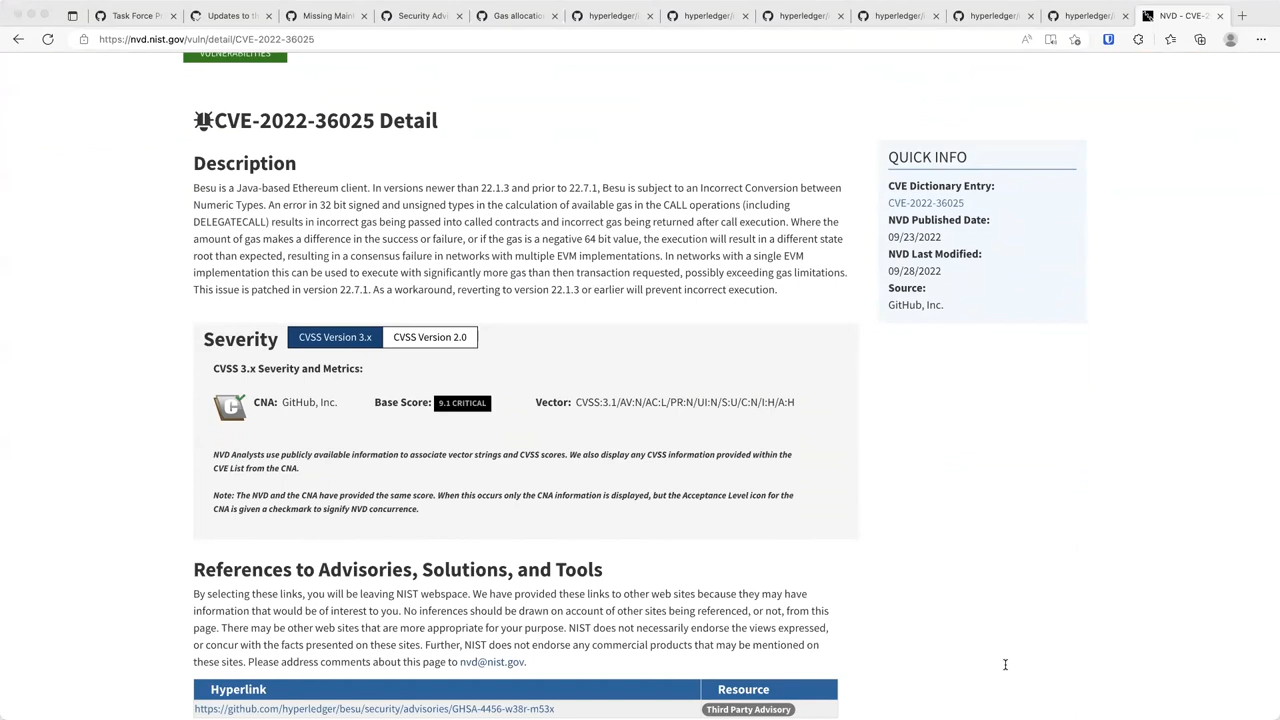 Task Force P
Updates to th
Missing Main
Security Advi
Gas allocatio
hyperledger/
hyperledger/
hyperledger/
hyperledger/
hyperledger/
hyperledger/
NVD - CVE-2
https://nvd.nist.gov/vuln/detail/CVE-2022-36025
VULNERABILITIES
CVE-2022-36025 Detail
Description
Besu is a Java-based Ethereum client. In versions newer than 22.1.3 and prior to 22.7.1, Besu is subject to an Incorrect Conversion between
Numeric Types. An error in 32 bit signed and unsigned types in the calculation of available gas in the CALL operations (including
DELEGATECALL) results in incorrect gas being passed into called contracts and incorrect gas being returned after call execution. Where the
amount of gas makes a difference in the success or failure, or if the gas is a negative 64 bit value, the execution will result in a different state
root than expected, resulting in a consensus failure in networks with multiple EVM implementations. In networks with a single EVM
implementation this can be used to execute with significantly more gas than then transaction requested, possibly exceeding gas limitations.
This issue is patched in version 22.7.1. As a workaround, reverting to version 22.1.3 or earlier will prevent incorrect execution.
QUICK INFO
CVE Dictionary Entry:
CVE-2022-36025
NVD Published Date:
09/23/2022
NVD Last Modified:
09/28/2022
Source:
GitHub, Inc.
Severity
CVSS Version 3.x
CVSS Version 2.0
CVSS 3.x Severity and Metrics:
CNA: GitHub, Inc.
Base Score: 9.1 CRITICAL
Vector: CVSS:3.1/AV:N/AC:L/PR:N/UI:N/S:U/C:N/I:H/A:H
NVD Analysts use publicly available information to associate vector strings and CVSS scores. We also display any CVSS information provided within the
CVE List from the CNA.
Note: The NVD and the CNA have provided the same score. When this occurs only the CNA information is displayed, but the Acceptance Level icon for the
CNA is given a checkmark to signify NVD concurrence.
References to Advisories, Solutions, and Tools
By selecting these links, you will be leaving NIST webspace. We have provided these links to other web sites because they may have
information that would be of interest to you. No inferences should be drawn on account of other sites being referenced, or not, from this
page. There may be other web sites that are more appropriate for your purpose. NIST does not necessarily endorse the views expressed,
or concur with the facts presented on these sites. Further, NIST does not endorse any commercial products that may be mentioned on
these sites. Please address comments about this page to nvd@nist.gov.
Hyperlink
Resource
https://github.com/hyperledger/besu/security/advisories/GHSA-4456-w38r-m53x
Third Party Advisory